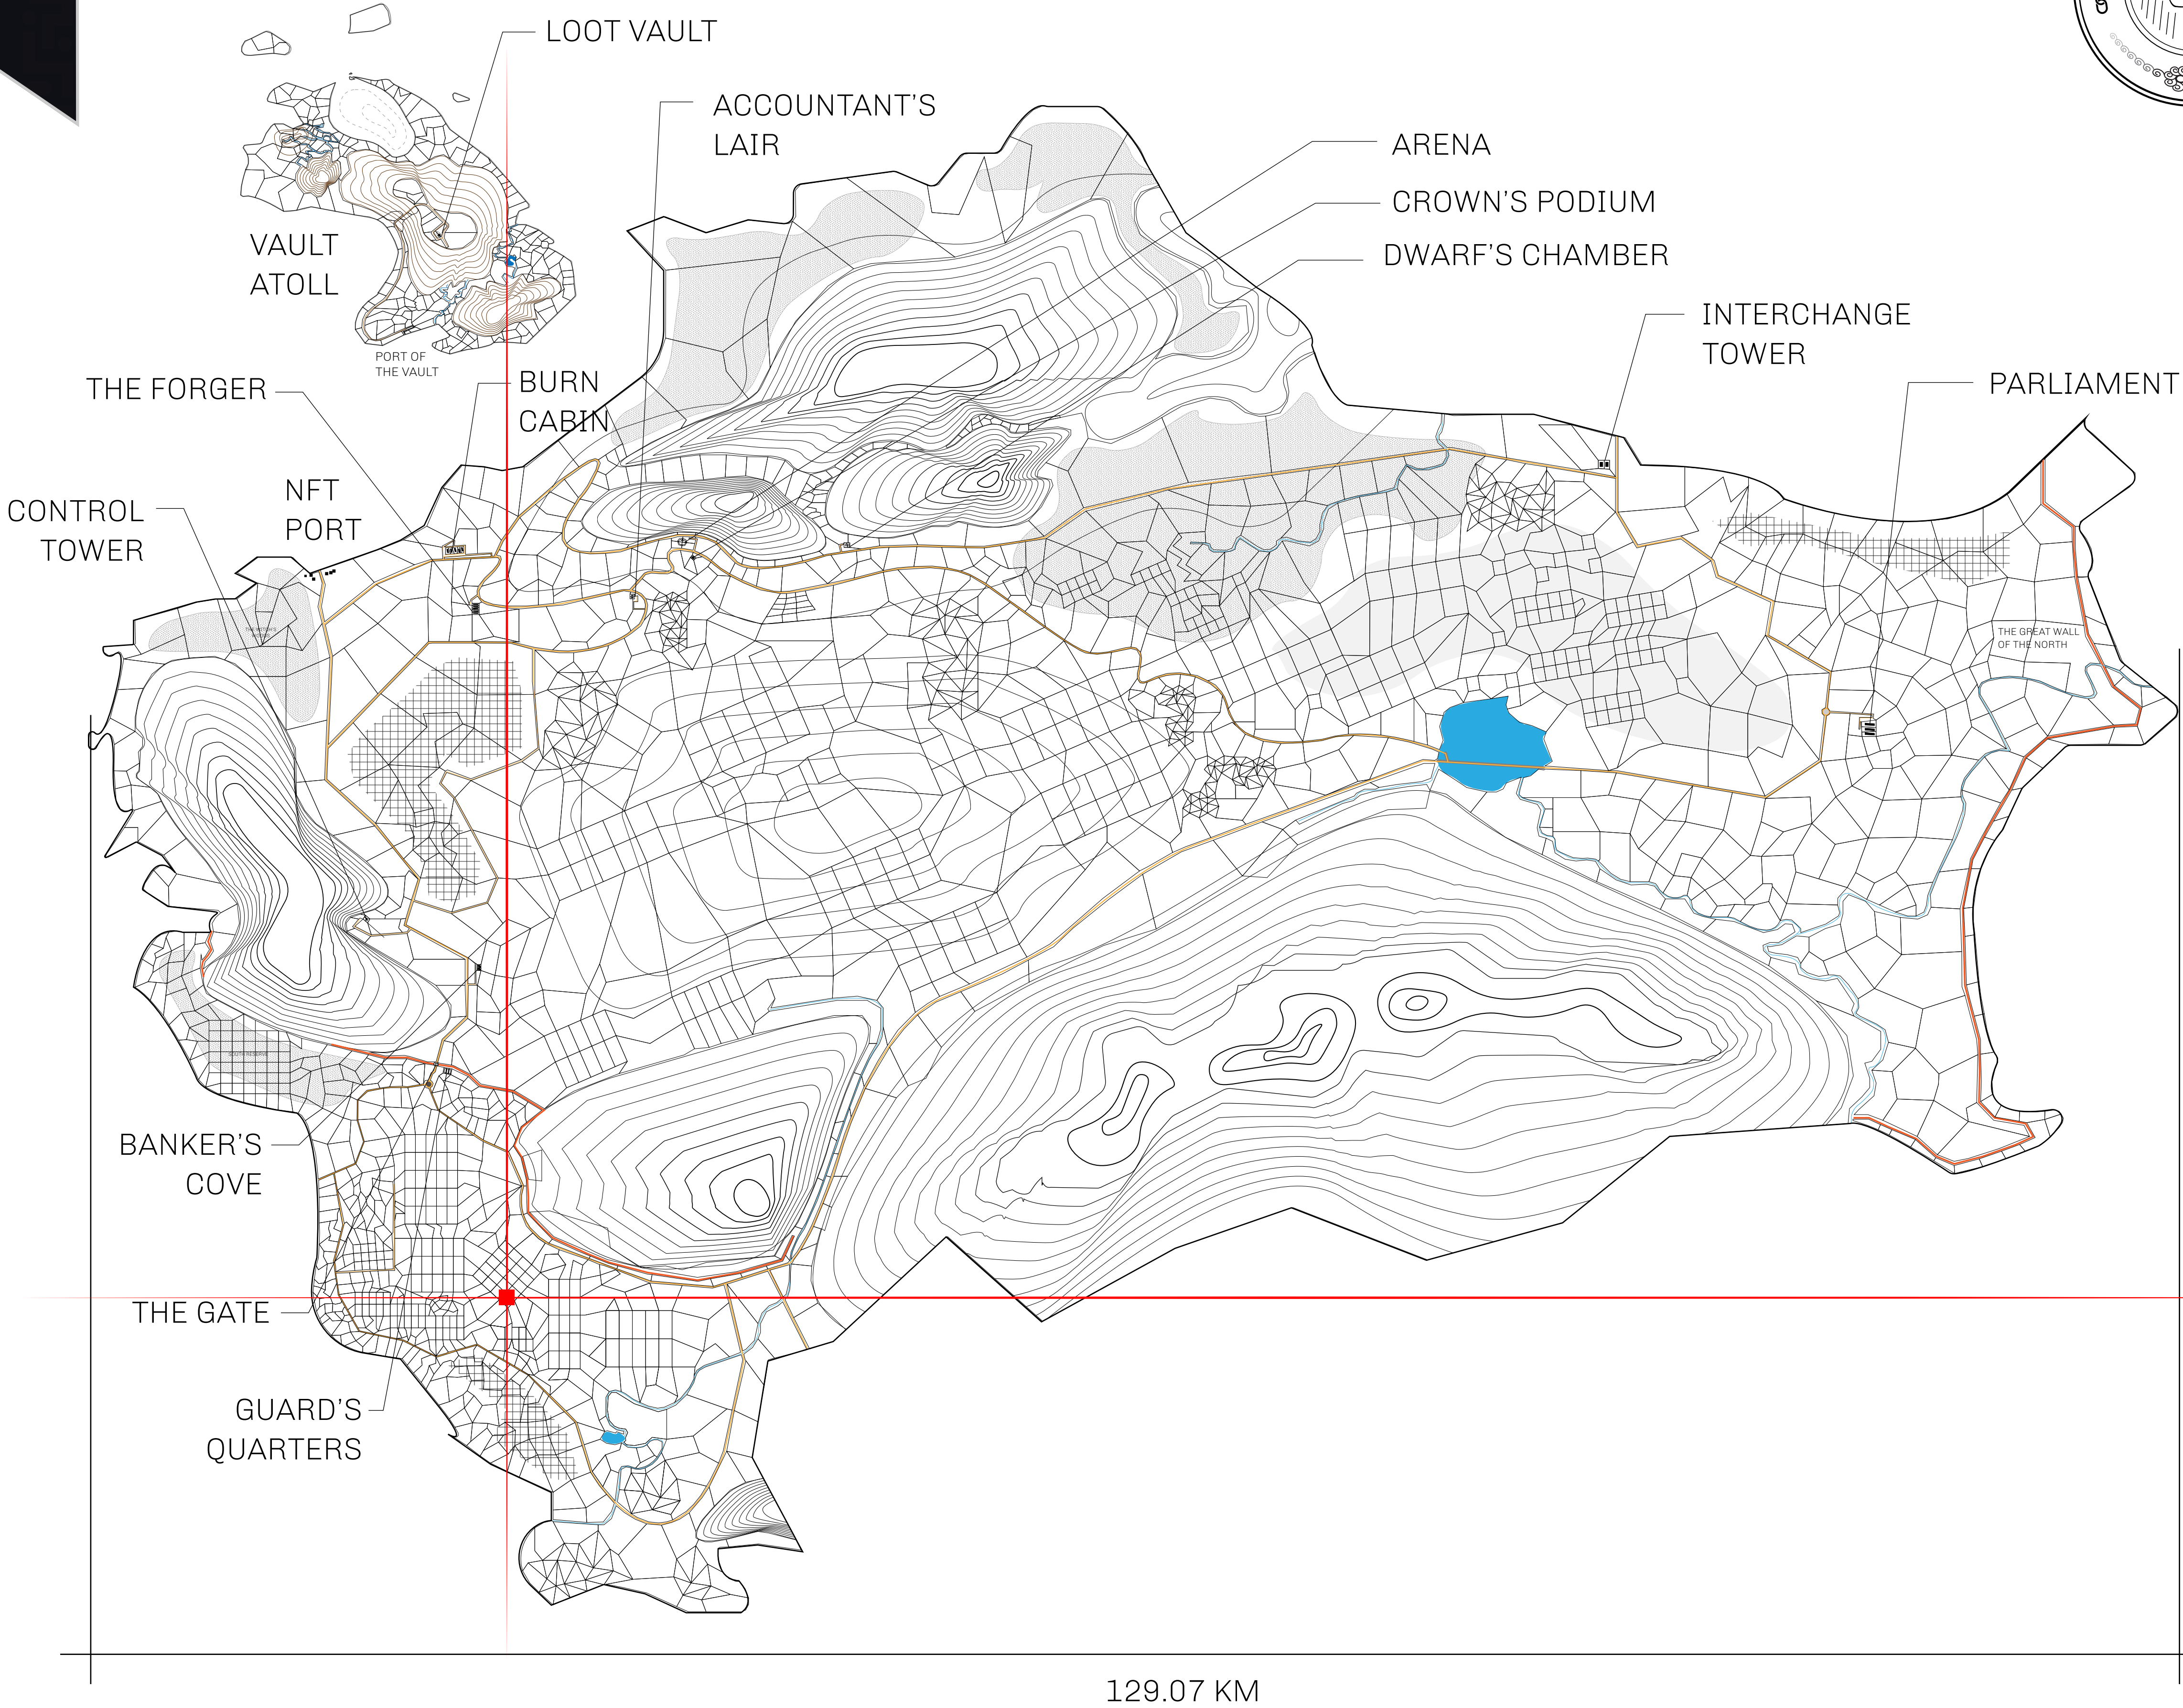 LOOT VAULT
ACCOUNTANT'S
LAIR
ARENA
CROWN'S PODIUM
DWARF'S CHAMBER
VAULT
ATOLL
INTERCHANGE
TOWER
PORT OF
THE VAULT
THE FORGER
BURN
CABIN
PARLIAMENT
NFT
PORT
CONTROL
TOWER
THE GREAT WALL
OF THE NORTH
SOUTH RESERVE
BANKER'S
COVE
THE GATE
GUARD'S
QUARTERS
129.07 KM